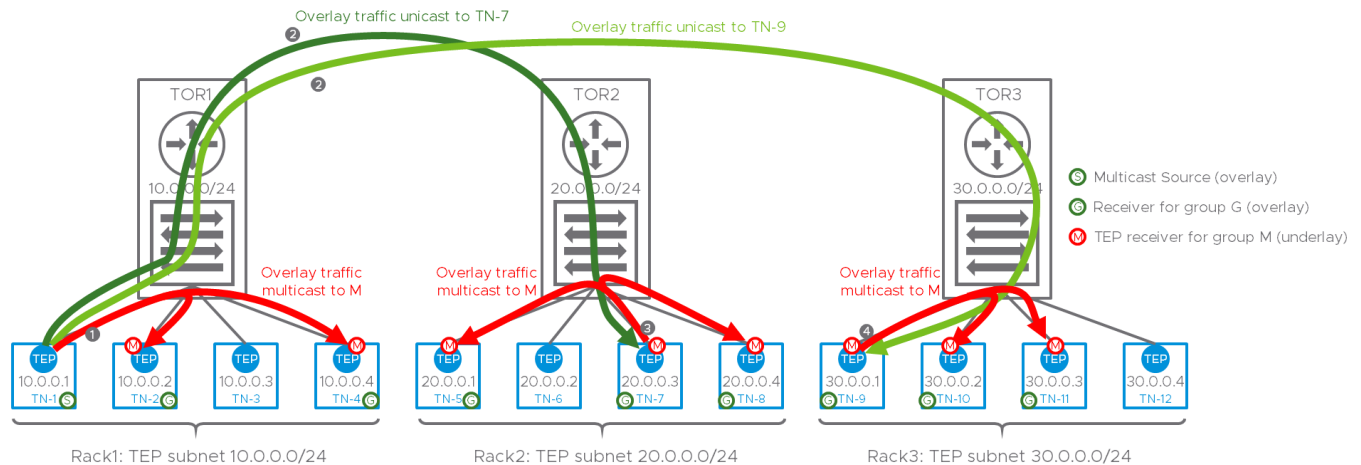 Overlay traffic unicast to TN-7
Overlay traffic unicast to TN-9
2
2
TOR1
TOR2
TOR3
10.0.0.0/24
20.0.0.0/24
30.0.0.0/24
S Multicast Source (overlay)
G Receiver for group G (overlay)
M TEP receiver for group M (underlay)
Overlay traffic
multicast to M
Overlay traffic
multicast to M
Overlay traffic
multicast to M
1
3
4
M
M
M
M
M
M
M
M
TEP
TEP
TEP
TEP
TEP
TEP
TEP
TEP
TEP
TEP
TEP
TEP
10.0.0.1
10.0.0.2
10.0.0.3
10.0.0.4
20.0.0.1
20.0.0.2
20.0.0.3
20.0.0.4
30.0.0.1
30.0.0.2
30.0.0.3
30.0.0.4
TN-1 S
TN-2 G
TN-3
TN-4 G
TN-5 G
TN-6
G TN-7
G TN-8
G TN-9
G TN-10
G TN-11
TN-12
Rack1: TEP subnet 10.0.0.0/24
Rack2: TEP subnet 20.0.0.0/24
Rack3: TEP subnet 30.0.0.0/24